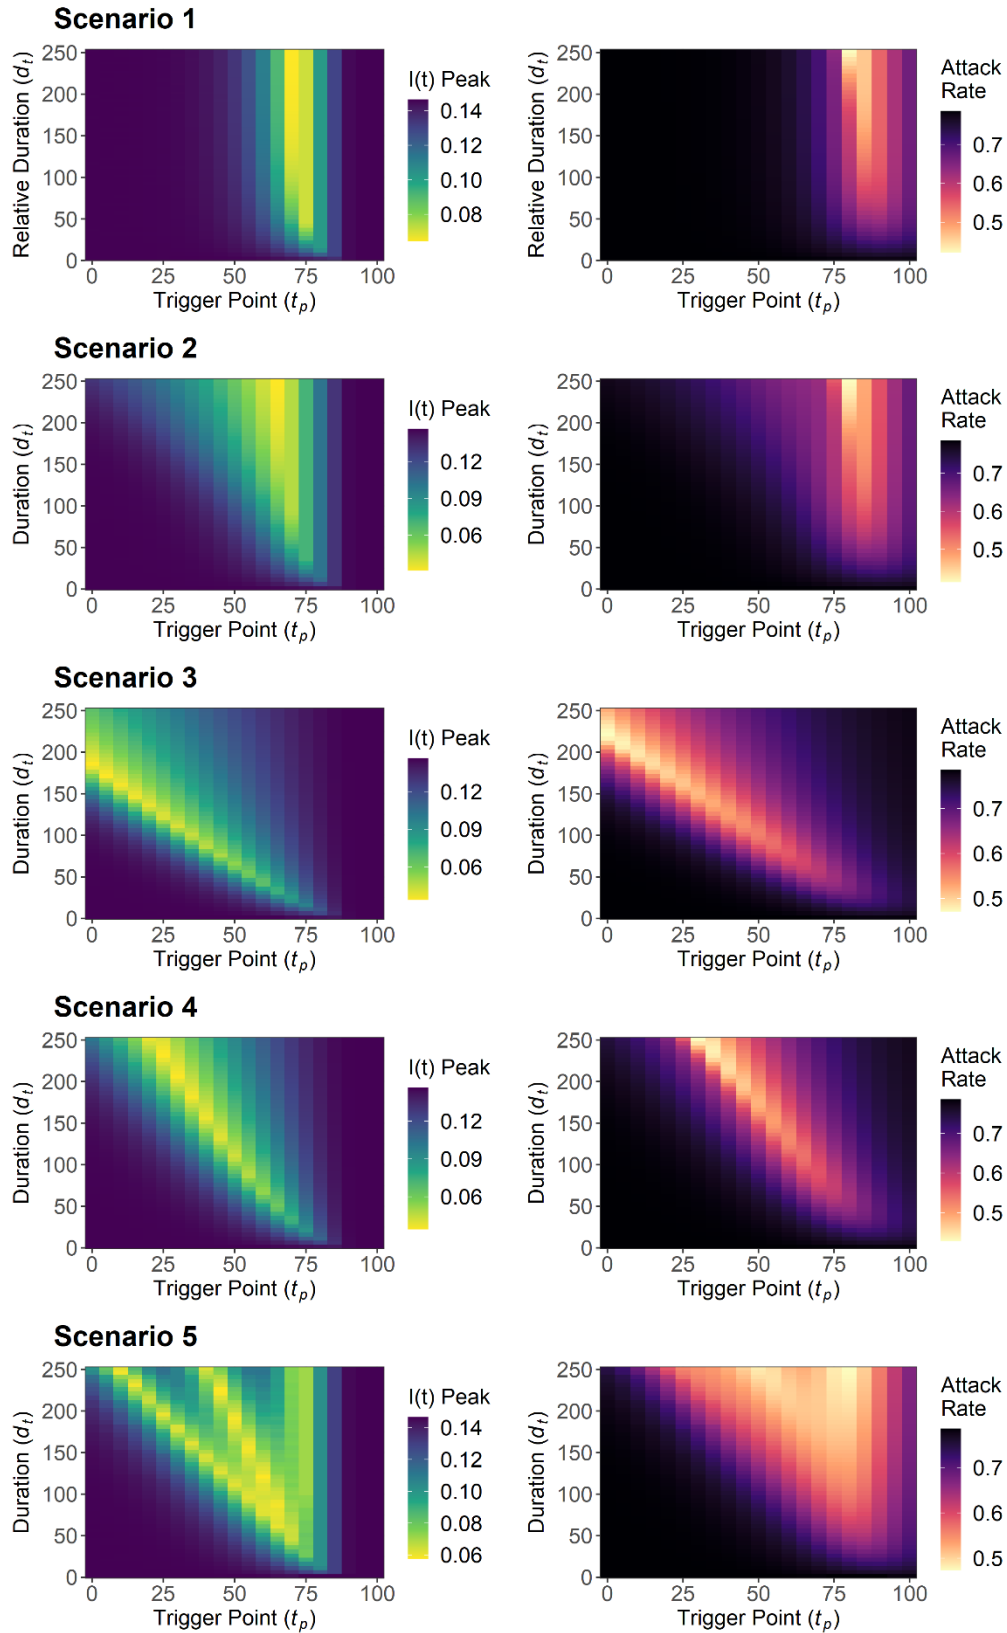 Scenario 1
250
200
150
100
50
0
Relative Duration (dₜ)
0 25 50 75 100
Trigger Point (tₚ)
I(t) Peak
0.14
0.12
0.10
0.08
250
200
150
100
50
0
Relative Duration (dₜ)
0 25 50 75 100
Trigger Point (tₚ)
Attack
Rate
0.7
0.6
0.5
Scenario 2
250
200
150
100
50
0
Duration (dₜ)
0 25 50 75 100
Trigger Point (tₚ)
I(t) Peak
0.12
0.09
0.06
250
200
150
100
50
0
Duration (dₜ)
0 25 50 75 100
Trigger Point (tₚ)
Attack
Rate
0.7
0.6
0.5
Scenario 3
250
200
150
100
50
0
Duration (dₜ)
0 25 50 75 100
Trigger Point (tₚ)
I(t) Peak
0.12
0.09
0.06
250
200
150
100
50
0
Duration (dₜ)
0 25 50 75 100
Trigger Point (tₚ)
Attack
Rate
0.7
0.6
0.5
Scenario 4
250
200
150
100
50
0
Duration (dₜ)
0 25 50 75 100
Trigger Point (tₚ)
I(t) Peak
0.12
0.09
0.06
250
200
150
100
50
0
Duration (dₜ)
0 25 50 75 100
Trigger Point (tₚ)
Attack
Rate
0.7
0.6
0.5
Scenario 5
250
200
150
100
50
0
Duration (dₜ)
0 25 50 75 100
Trigger Point (tₚ)
I(t) Peak
0.14
0.12
0.10
0.08
0.06
250
200
150
100
50
0
Duration (dₜ)
0 25 50 75 100
Trigger Point (tₚ)
Attack
Rate
0.7
0.6
0.5